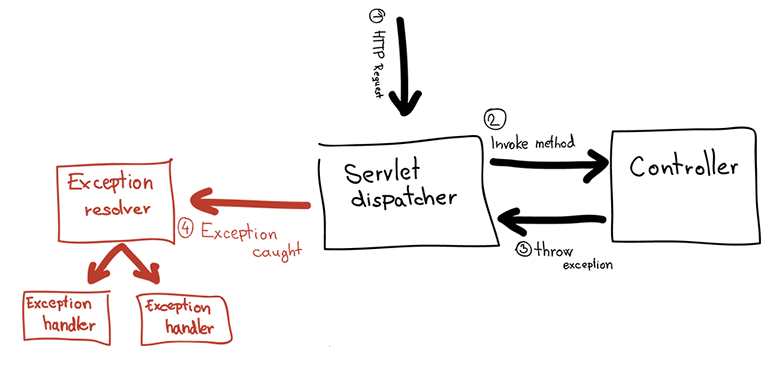 ① HTTP Request
②
Invoke method
Servlet
dispatcher
Controller
③ throw
exception
④ Exception
caught
Exception
resolver
Exception
handler
Exception
handler